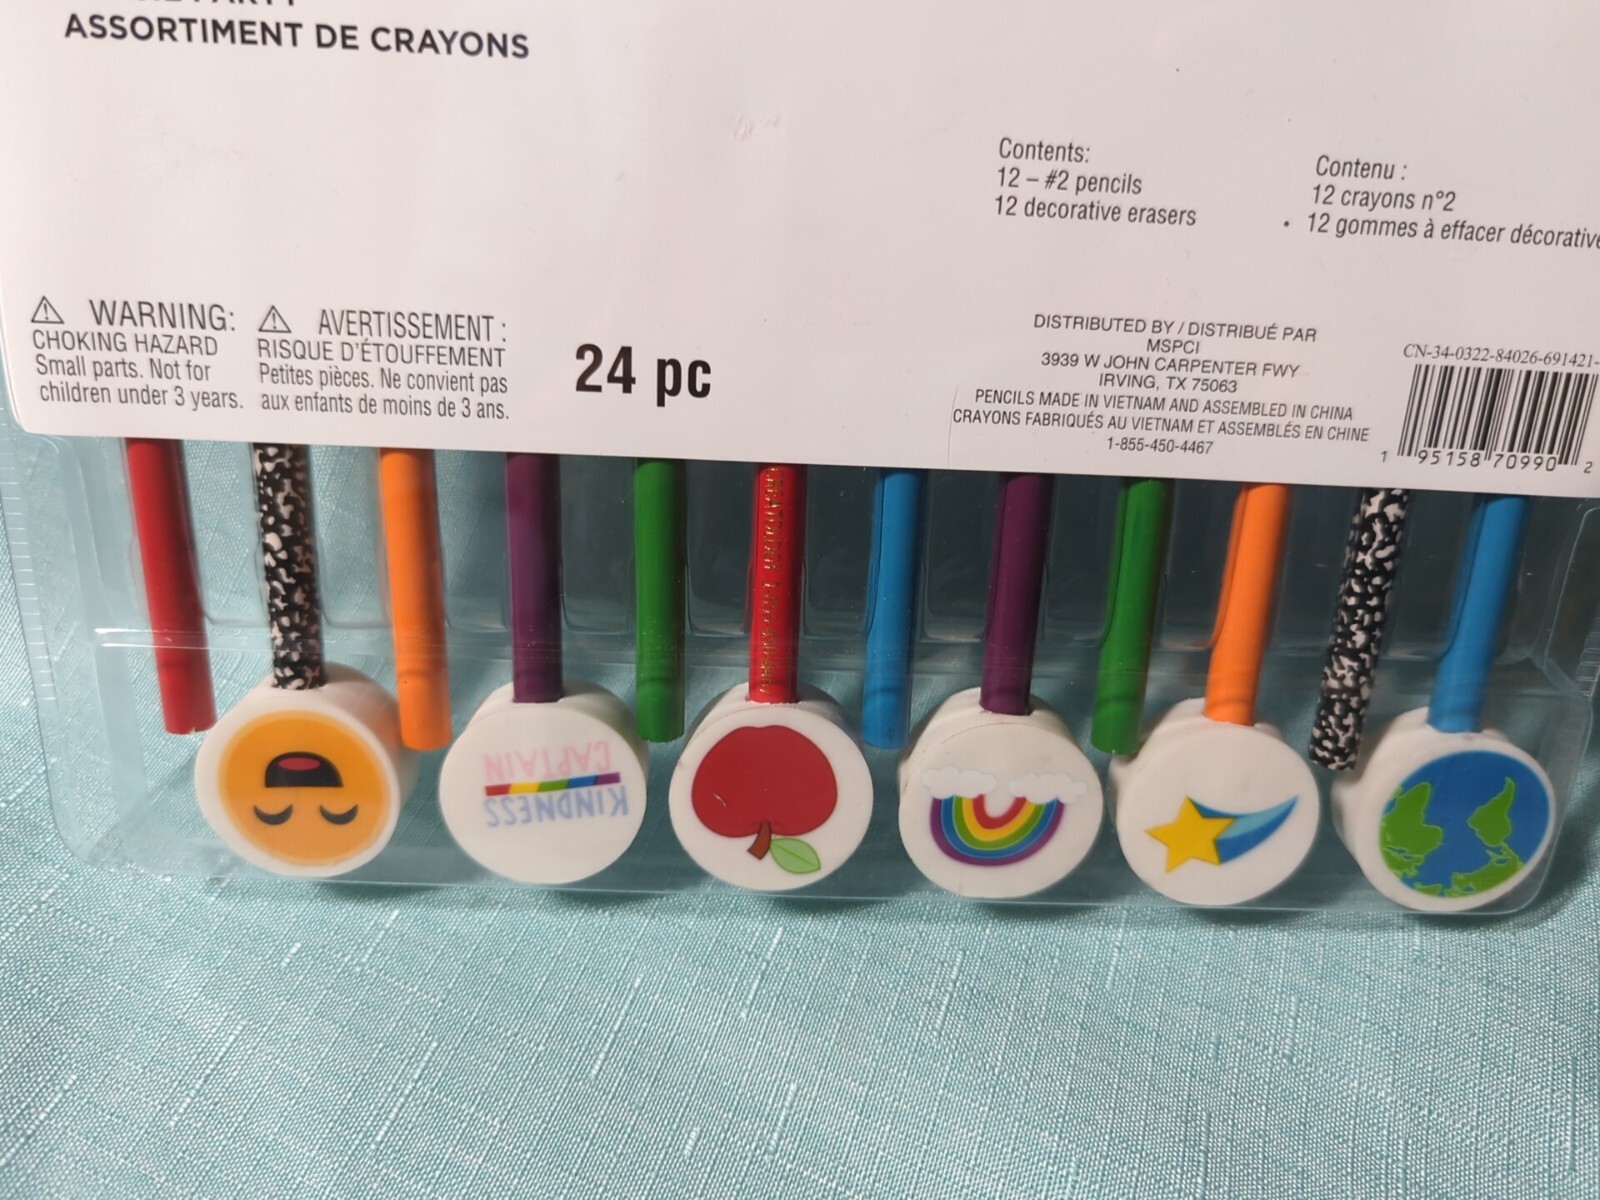 ASSORTIMENT DE CRAYONS
Contents:
12 – #2 pencils
12 decorative erasers
Contenu :
12 crayons n°2
• 12 gommes à effacer décorative
WARNING:
CHOKING HAZARD
Small parts. Not for
children under 3 years.
AVERTISSEMENT :
RISQUE D'ÉTOUFFEMENT
Petites pièces. Ne convient pas
aux enfants de moins de 3 ans.
24 pc
DISTRIBUTED BY / DISTRIBUÉ PAR
MSPCI
3939 W JOHN CARPENTER FWY
IRVING, TX 75063
PENCILS MADE IN VIETNAM AND ASSEMBLED IN CHINA
CRAYONS FABRIQUÉS AU VIETNAM ET ASSEMBLÉS EN CHINE
1-855-450-4467
CN-34-0322-84026-691421-
1 95158 70990 2
KINDNESS
CAPTAIN